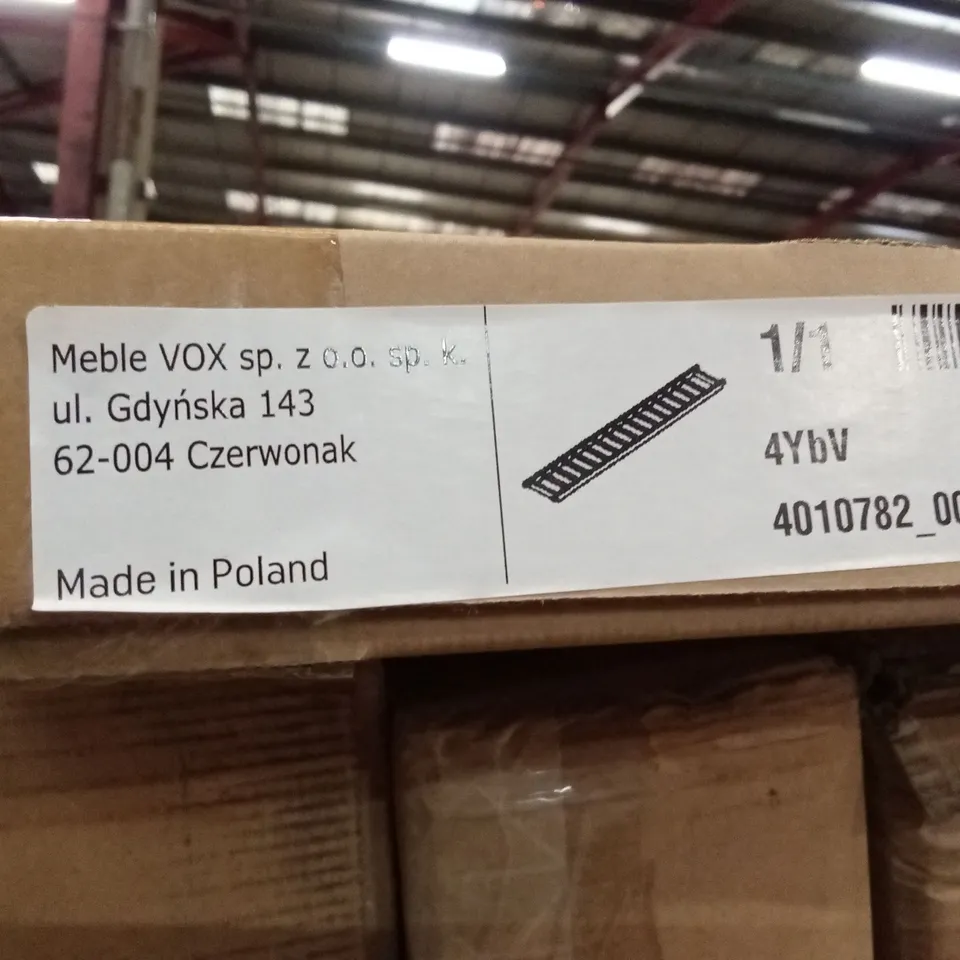 Meble VOX sp. z o.o. sp. k.
ul. Gdyńska 143
62-004 Czerwonak
Made in Poland
1/1
4YbV
4010782_00